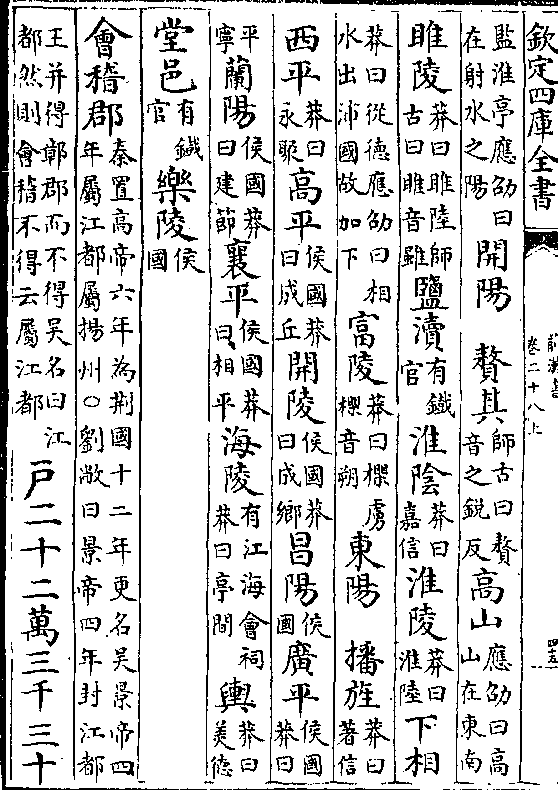 欽定四庫全書
前漢書
卷二十八上
四十五
監淮亭應劭曰在射水之陽開陽 贅其師古曰贅音之銳反高山應劭曰高山在東南
睢陵莽曰睢陸師古曰睢音雖鹽瀆有鐵官淮陰莽曰嘉信淮陵莽曰淮陸下相
莽曰從德應劭曰相水出沛國故加下富陵莽曰㮶虜㮶音朔東陽 播旌莽曰著信
西平莽曰永聚高平侯國莽曰成丘開陵侯國莽曰成鄉昌陽侯國廣平侯國莽曰
平寧蘭陽侯國莽曰建節襄平侯國莽曰相平海陵有江海會祠莽曰亭間輿莽曰美德
堂邑有鐵官樂陵侯國
會稽郡秦置高帝六年為荆國十二年更名吳景帝四年屬江都屬揚州○劉敞曰景帝四年封江都
王并得鄣郡而不得吳名曰江都然則會稽不得云屬江都戸二十二萬三千三十